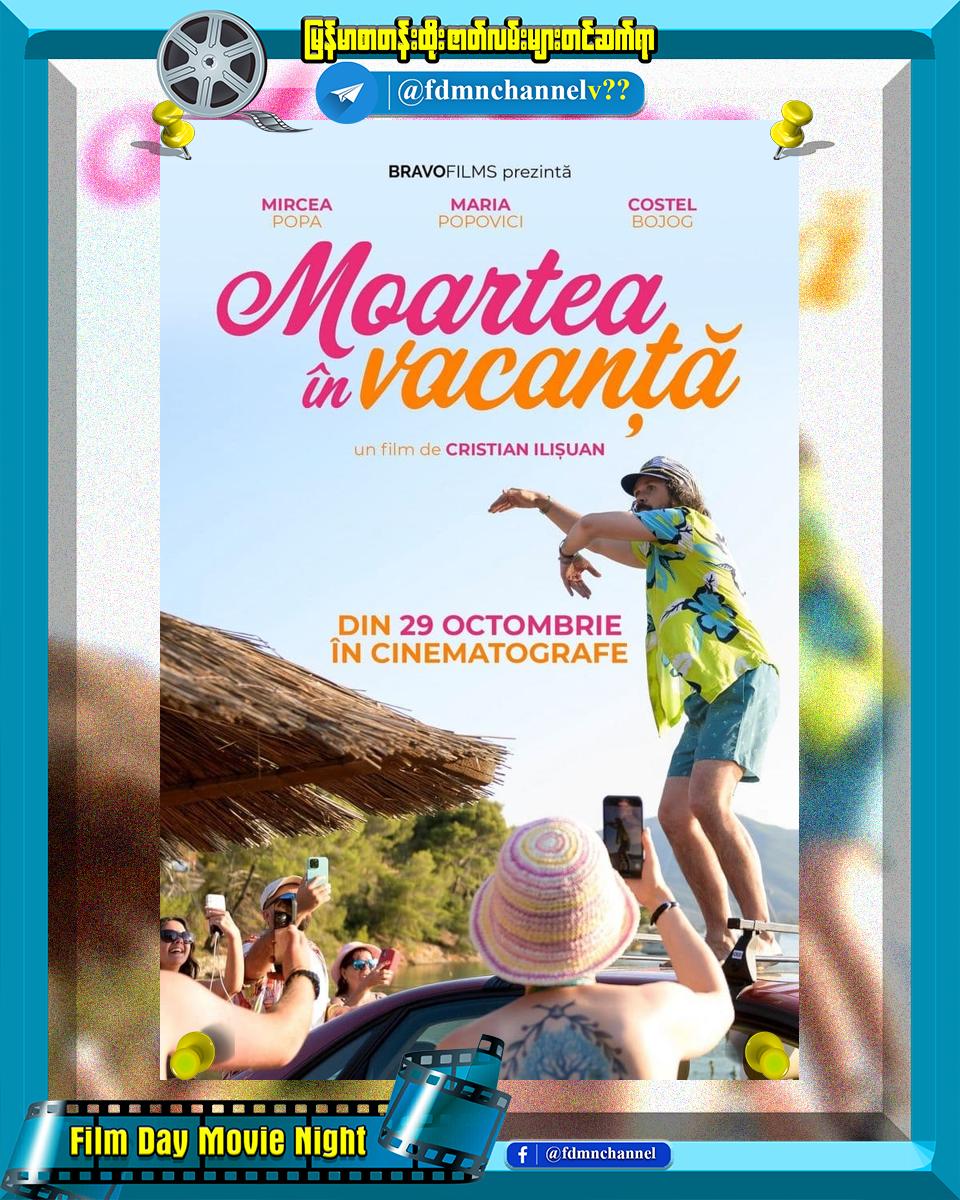 မြန်မာစာတန်းထိုး ဇာတ်လမ်းများတင်ဆက်ရာ
@fdmnchannelv??
BRAVOFILMS prezintă
MIRCEA POPA
MARIA POPOVICI
COSTEL BOJOG
Moartea
în vacanță
un film de CRISTIAN ILIȘUAN
DIN 29 OCTOMBRIE
ÎN CINEMATOGRAFE
Film Day Movie Night
f @fdmnchannel